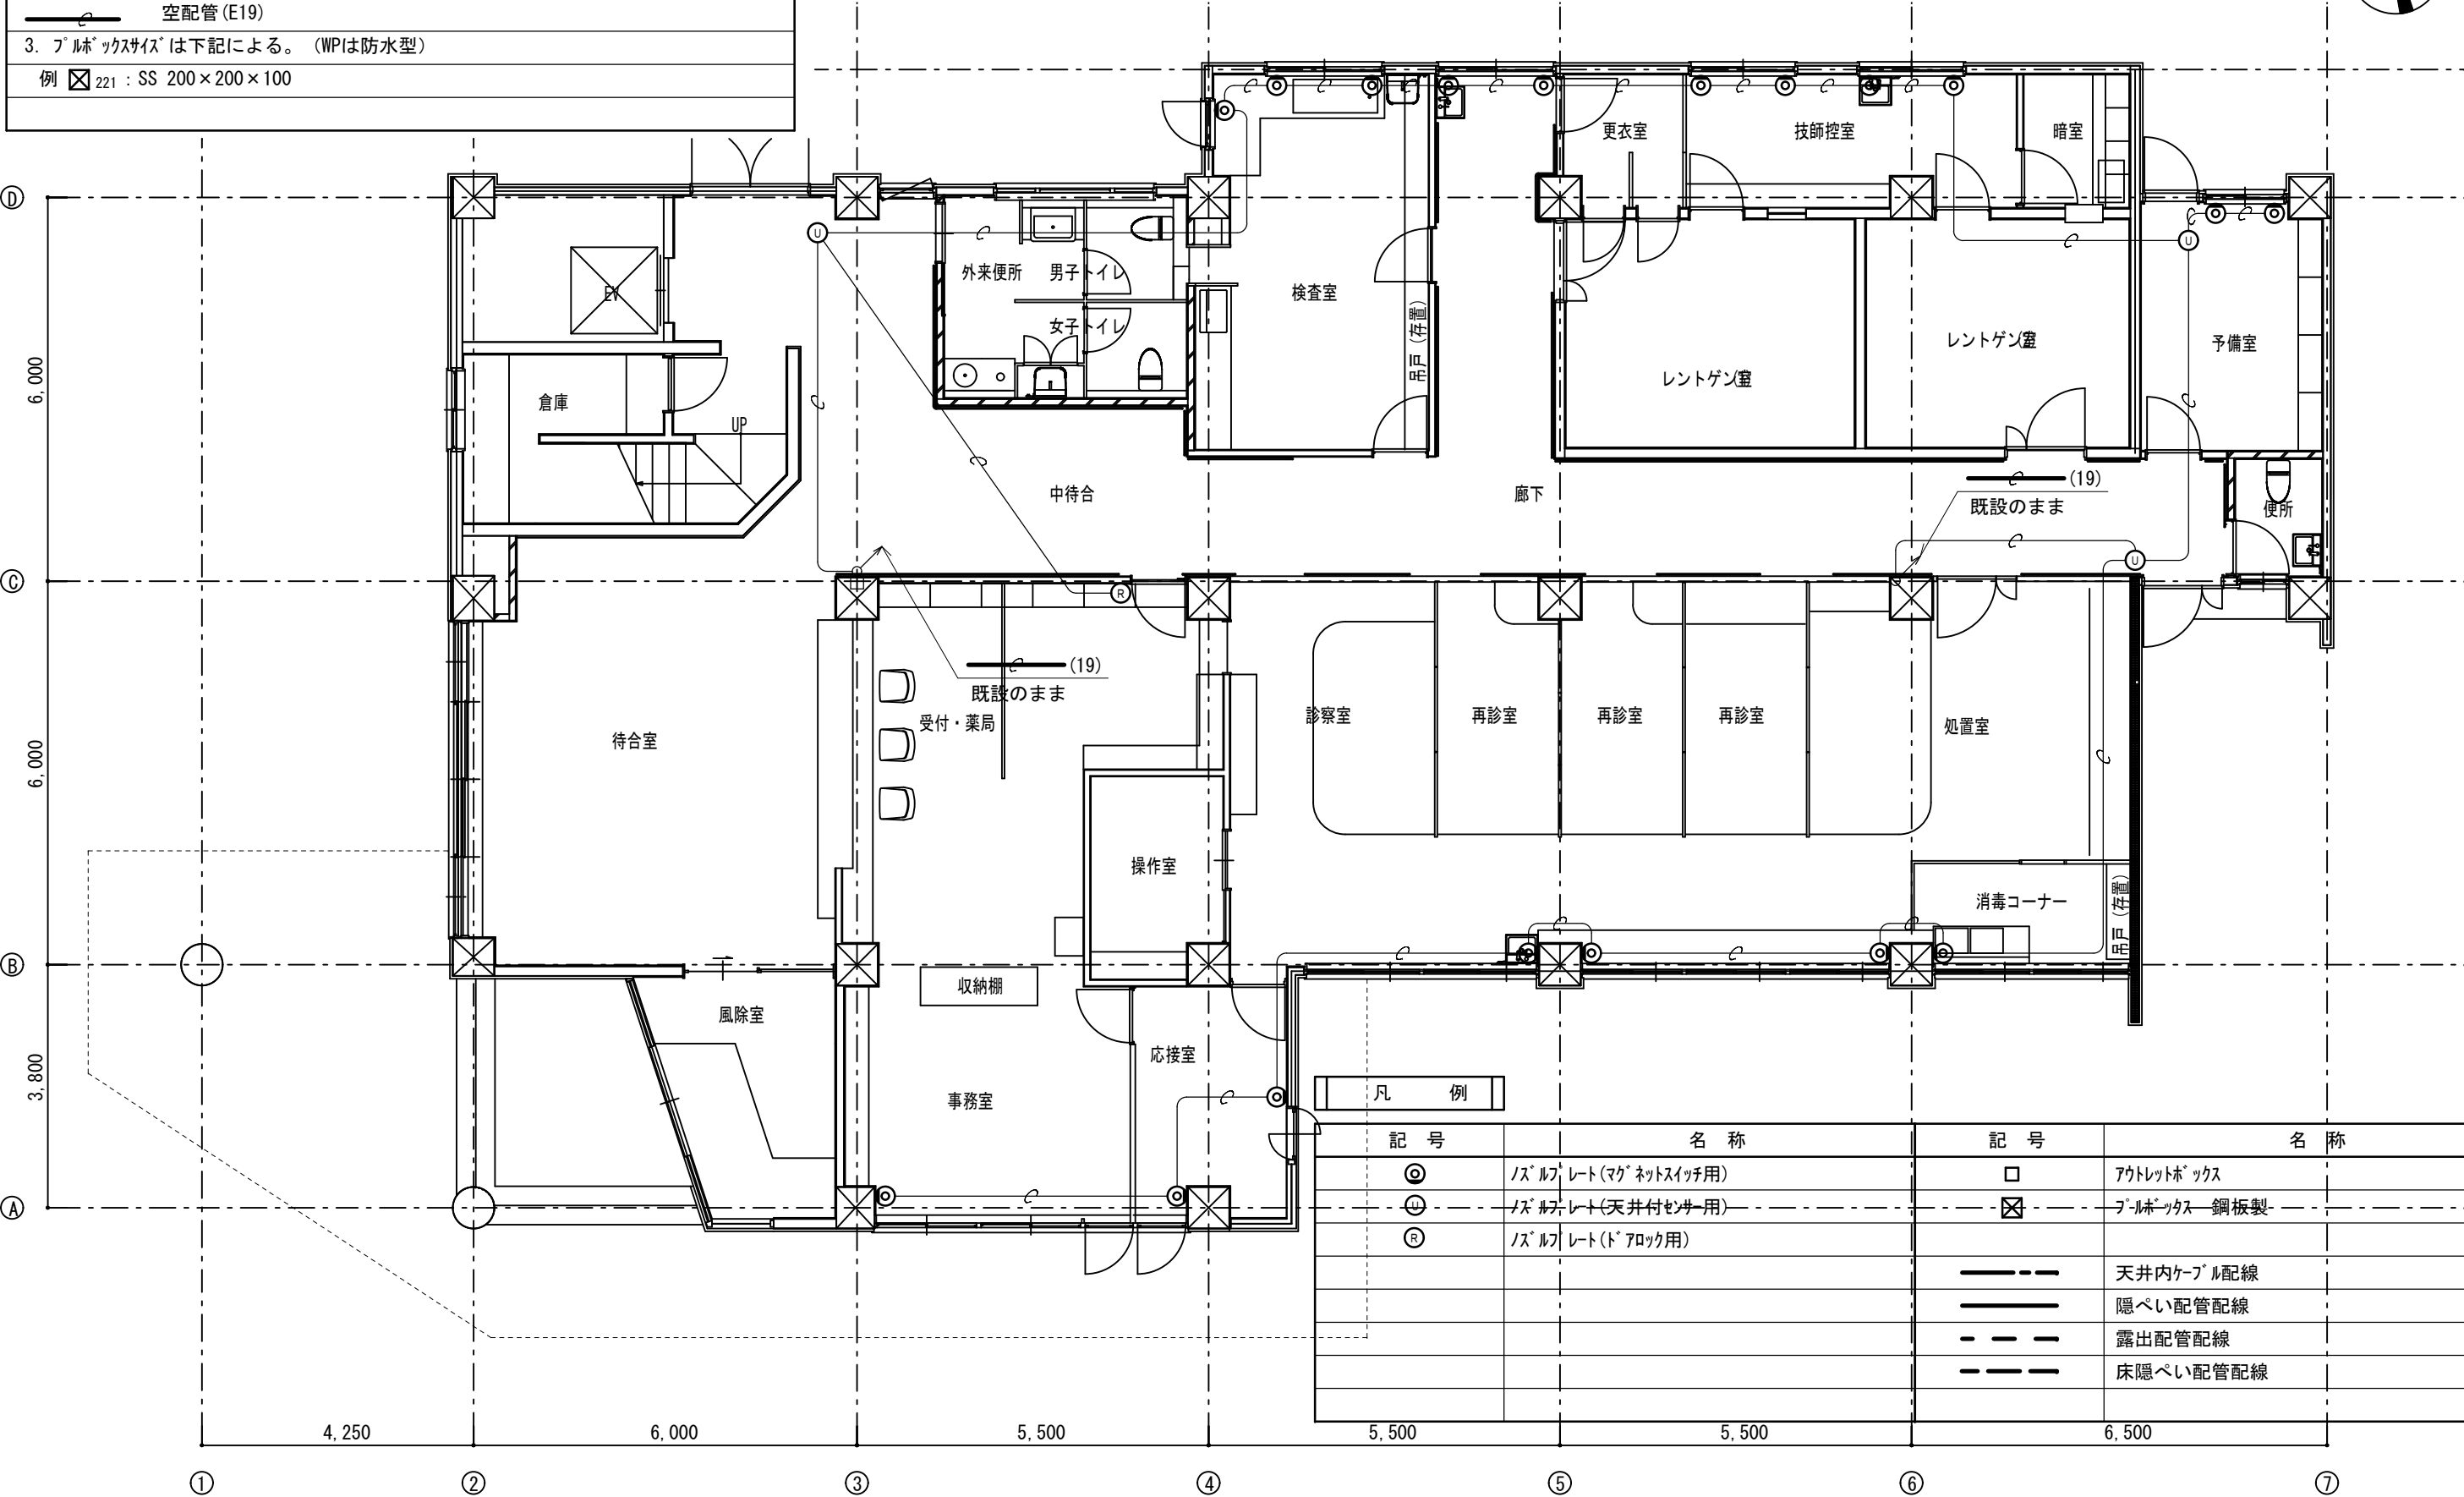 空配管(E19)
3. プルボックスサイズは下記による。 (WPは防水型)
例 221 : SS 200×200×100
更衣室
技師控室
暗室
D
U
U
外来便所
男子トイレ
検査室
EV
女子トイレ
吊戸(存置)
レントゲン室
予備室
レントゲン室
6,000
倉庫
UP
中待合
廊下
(19)
既設のまま
便所
U
C
R
(19)
既設のまま
受付・薬局
診察室
再診室
再診室
再診室
処置室
待合室
6,000
操作室
消毒コーナー
吊戸(存置)
B
収納棚
風除室
応接室
3,800
事務室
凡 例
記 号 名 称 記 号 名 称
ノズルプレート(マグネットスイッチ用) アウトレットボックス
A
U ノズルプレート(天井付センサー用) プルボックス 鋼板製
R ノズルプレート(ドアロック用)
天井内ケーブル配線
隠ぺい配管配線
露出配管配線
床隠ぺい配管配線
4,250 6,000 5,500 5,500 5,500 6,500
1 2 3 4 5 6 7